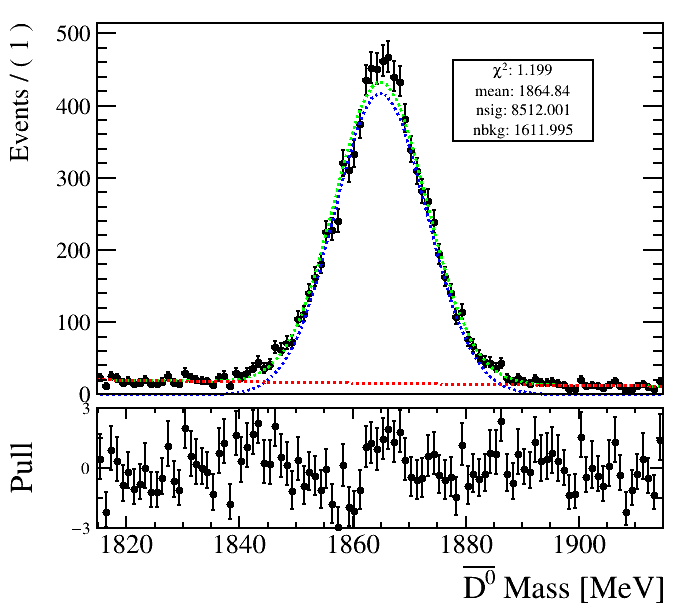 Events / ( 1 )
500
400
300
200
100
0
χ²: 1.199
mean: 1864.84
nsig: 8512.001
nbkg: 1611.995
Pull
3
0
−3
1820 1840 1860 1880 1900
D̅⁰ Mass [MeV]